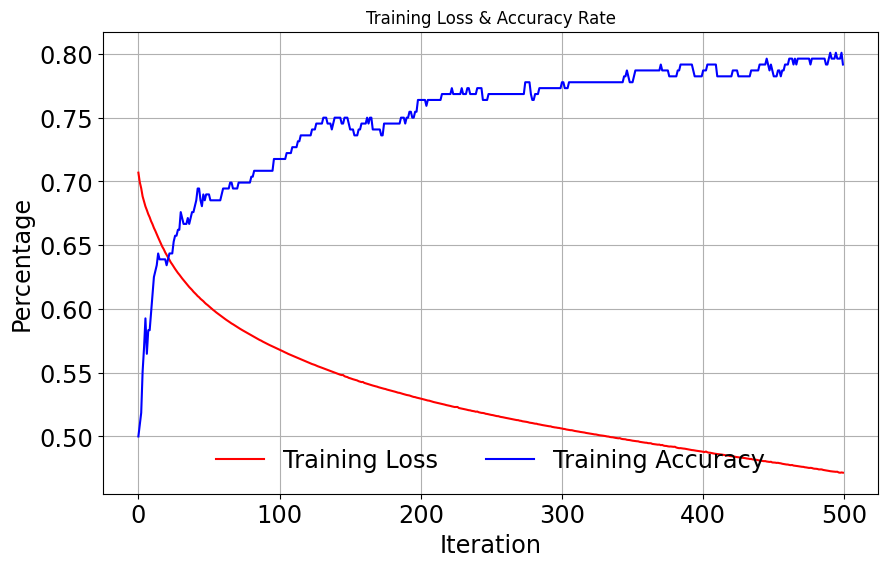 Training Loss & Accuracy Rate
Percentage
0.80
0.75
0.70
0.65
0.60
0.55
0.50
Training Loss Training Accuracy
0 100 200 300 400 500
Iteration